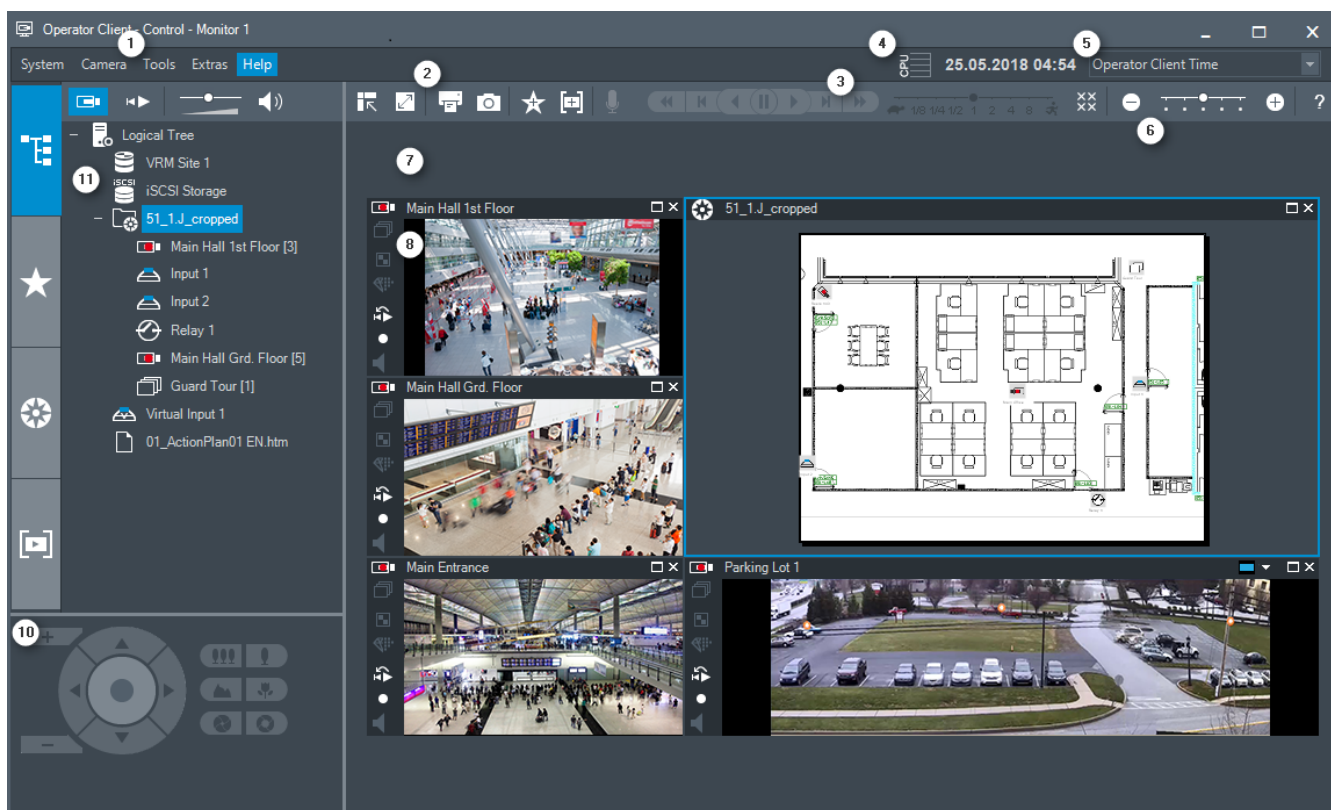 Operator Client - Control - Monitor 1
1
4
5
System Camera Tools Extras Help
CPU
25.05.2018 04:54
Operator Client Time
2
3
1/8 1/4 1/2 1 2 4 8
?
6
Logical Tree
VRM Site 1
11
iSCSI
iSCSI Storage
51_1.J_cropped
Main Hall 1st Floor [3]
Input 1
Input 2
Relay 1
Main Hall Grd. Floor [5]
Guard Tour [1]
Virtual Input 1
01_ActionPlan01 EN.htm
7
Main Hall 1st Floor
8
51_1.J_cropped
Main Hall Grd. Floor
Main Entrance
Parking Lot 1
10